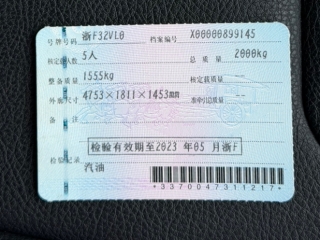 号牌号码 浙F32VL0 档案编号 X00000899145
核定载人数 5人 总质量 2000kg
整备质量 1555kg 核定载质量 --
外廓尺寸 4753×1811×1453mm 准牵引总质量 --
备注
检验有效期至2023年05月浙F
检验记录 汽油
*3370047311217*